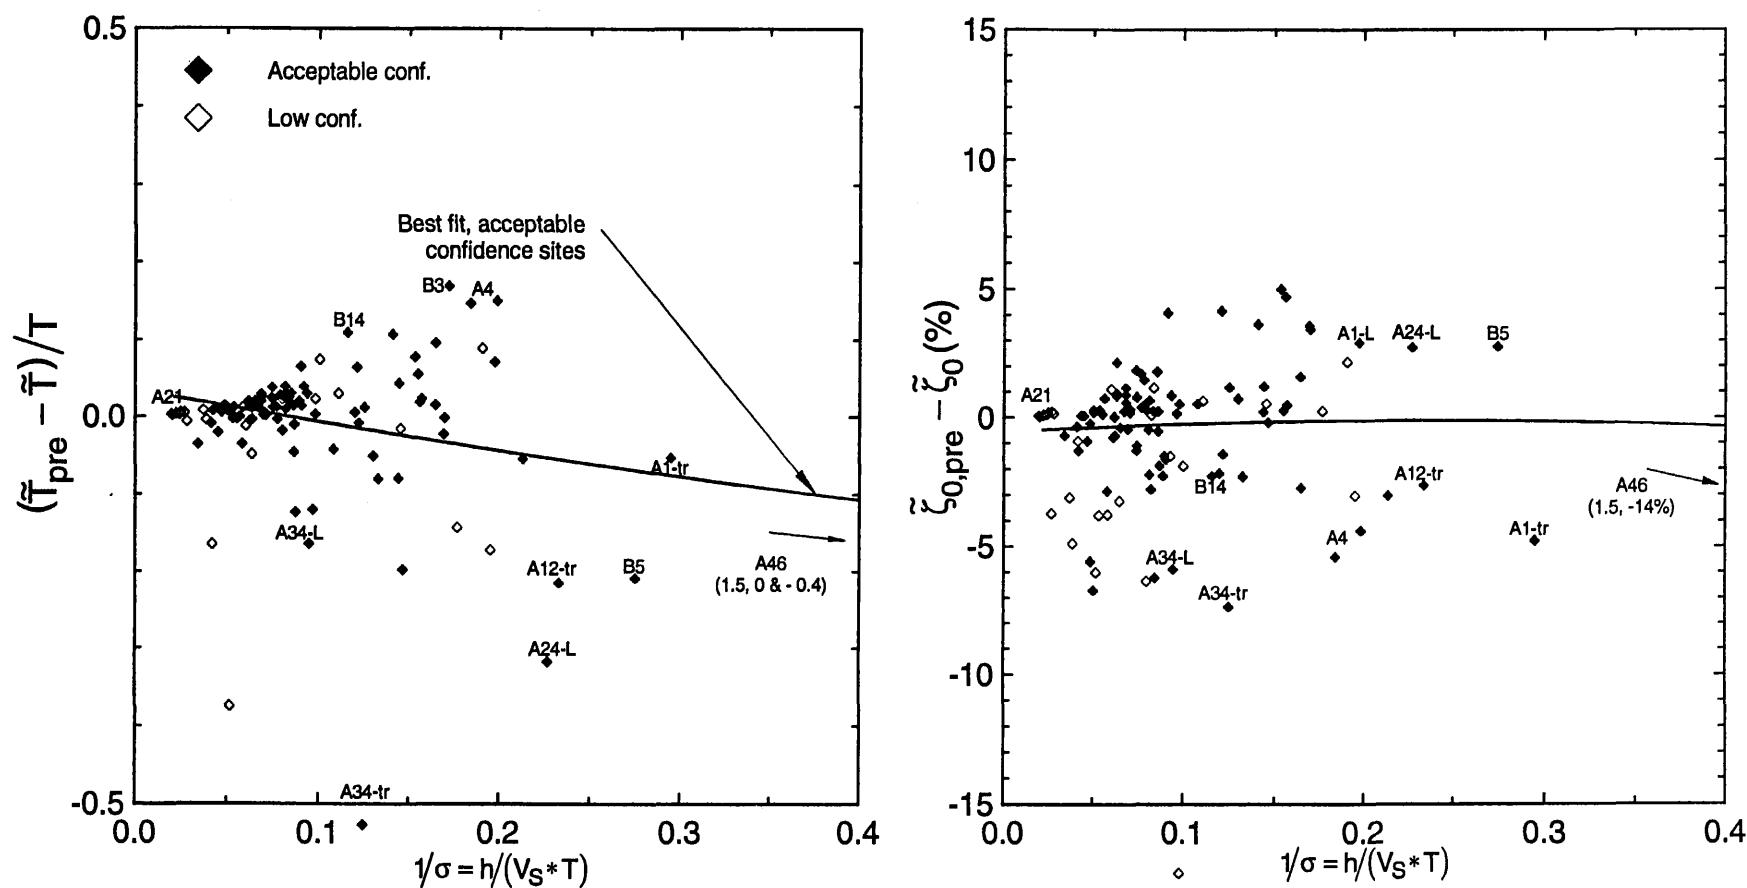 0.5
Acceptable conf.
Low conf.
Best fit, acceptable
confidence sites
B3
A4
B14
A21
0.0
A1-tr
A34-L
A12-tr
B5
A46
(1.5, 0 & - 0.4)
A24-L
A34-tr
-0.5
0.0
0.1
0.2
0.3
0.4
(T̃pre – T̃)/T
1/σ = h/(VS*T)
15
10
5
0
-5
-10
-15
A1-L
A24-L
B5
A21
B14
A12-tr
A46
(1.5, -14%)
A4
A1-tr
A34-L
A34-tr
0.0
0.1
0.2
0.3
0.4
ζ̃0,pre – ζ̃0 (%)
1/σ = h/(VS*T)